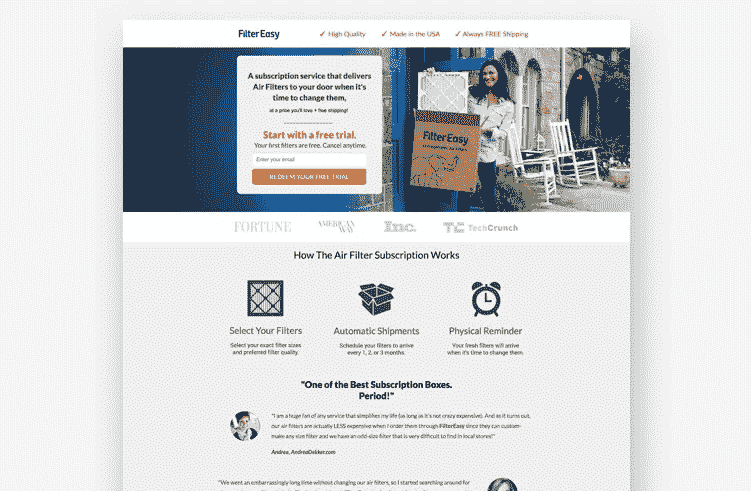 FilterEasy
✓ High Quality ✓ Made in the USA ✓ Always FREE Shipping
A subscription service that delivers
Air Filters to your door when it's
time to change them,
at a price you'll love + free shipping!
Start with a free trial.
Your first filters are free. Cancel anytime.
Enter your email
REDEEM YOUR FREE TRIAL
FilterEasy
FORTUNE AMERICAN WAY Inc. TC TechCrunch
How The Air Filter Subscription Works
Select Your Filters Automatic Shipments Physical Reminder
Select your exact filter sizes
and preferred filter quality.
Schedule your filters to arrive
every 1, 2, or 3 months.
Your fresh filters will arrive
when it's time to change them.
"One of the Best Subscription Boxes.
Period!"
"I am a huge fan of any service that simplifies my life (as long as it's not crazy expensive). And as it turns out,
our air filters are actually LESS expensive when I order them through FilterEasy since they can custom-
make any size filter and we have an odd-size filter that is very difficult to find in local stores!"
Andrea, AndreaDekker.com
"We went an embarrassingly long time without changing our air filters, so I started searching around for